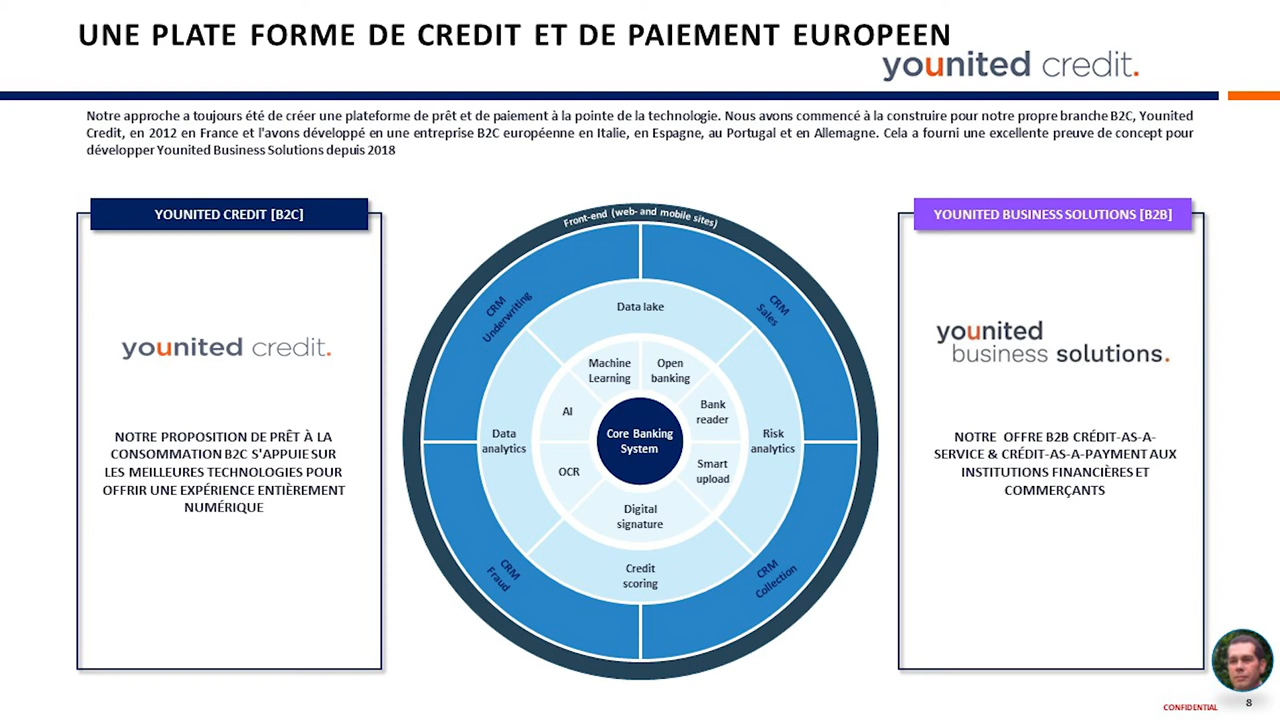 UNE PLATE FORME DE CREDIT ET DE PAIEMENT EUROPEEN
younited credit.
Notre approche a toujours été de créer une plateforme de prêt et de paiement à la pointe de la technologie. Nous avons commencé à la construire pour notre propre branche B2C, Younited
Credit, en 2012 en France et l'avons développé en une entreprise B2C européenne en Italie, en Espagne, au Portugal et en Allemagne. Cela a fourni une excellente preuve de concept pour
développer Younited Business Solutions depuis 2018
YOUNITED CREDIT [B2C]
younited credit.
NOTRE PROPOSITION DE PRÊT À LA
CONSOMMATION B2C S'APPUIE SUR
LES MEILLEURES TECHNOLOGIES POUR
OFFRIR UNE EXPÉRIENCE ENTIÈREMENT
NUMÉRIQUE
Front-end (web- and mobile sites)
CRM
Underwriting
CRM
Sales
Data lake
Machine
Learning
Open
banking
AI
Bank
reader
Data
analytics
Core Banking
System
Risk
analytics
OCR
Smart
upload
Digital
signature
Credit
scoring
CRM
Fraud
CRM
Collection
YOUNITED BUSINESS SOLUTIONS [B2B]
younited
business solutions.
NOTRE OFFRE B2B CRÉDIT-AS-A-
SERVICE & CRÉDIT-AS-A-PAYMENT AUX
INSTITUTIONS FINANCIÈRES ET
COMMERÇANTS
CONFIDENTIAL
8